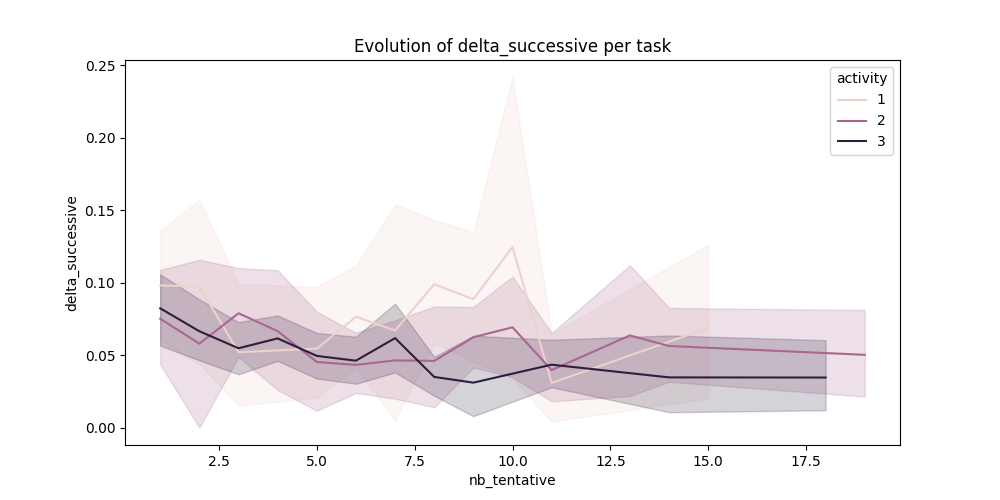 Evolution of delta_successive per task
delta_successive
0.25
0.20
0.15
0.10
0.05
0.00
activity
1
2
3
2.5 5.0 7.5 10.0 12.5 15.0 17.5
nb_tentative